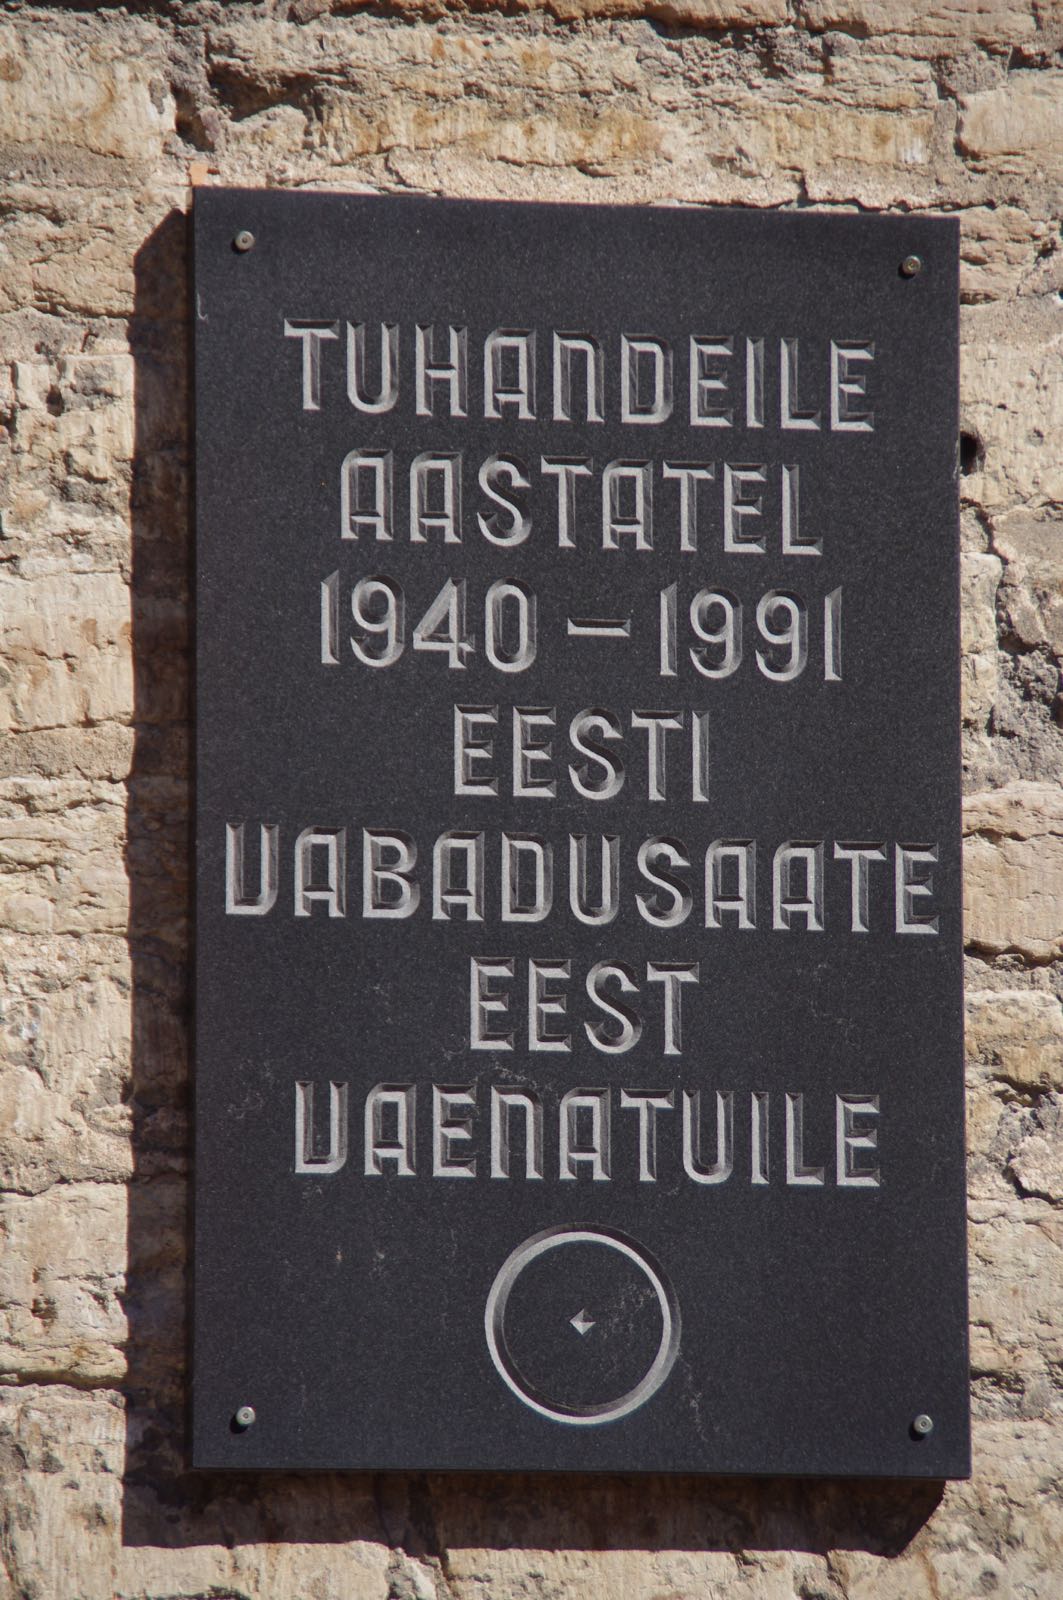 TUHANDEILE
AASTATEL
1940 – 1991
EESTI
VABADUSAATE
EEST
VAENATUILE